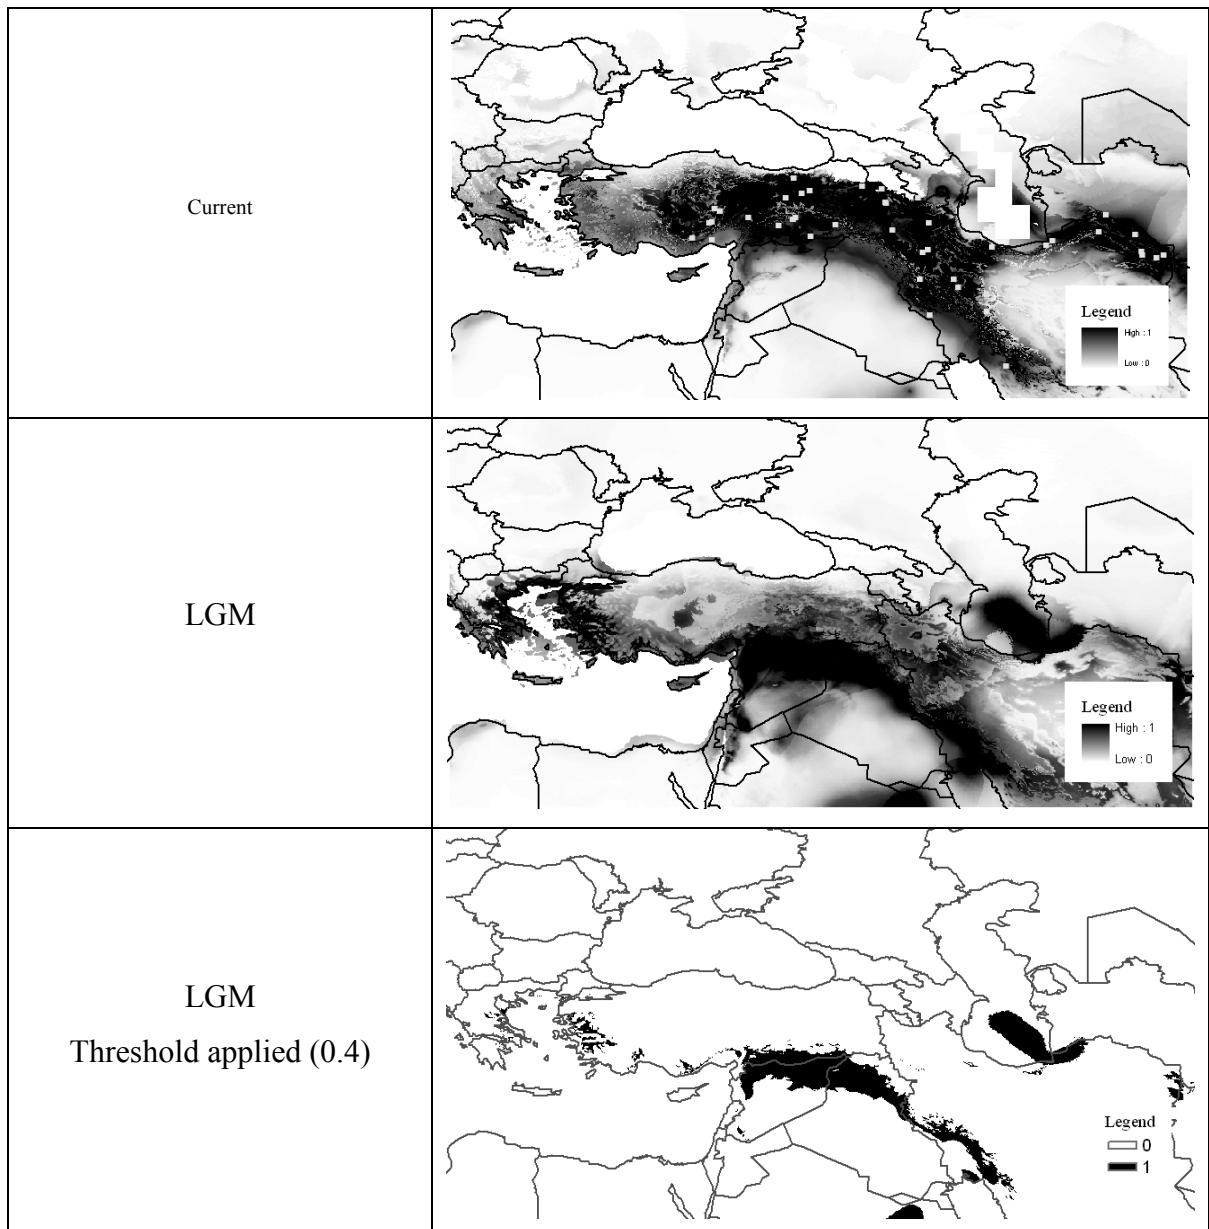 Current
Legend
High : 1
Low : 0
LGM
Legend
High : 1
Low : 0
LGM
Threshold applied (0.4)
Legend
0
1